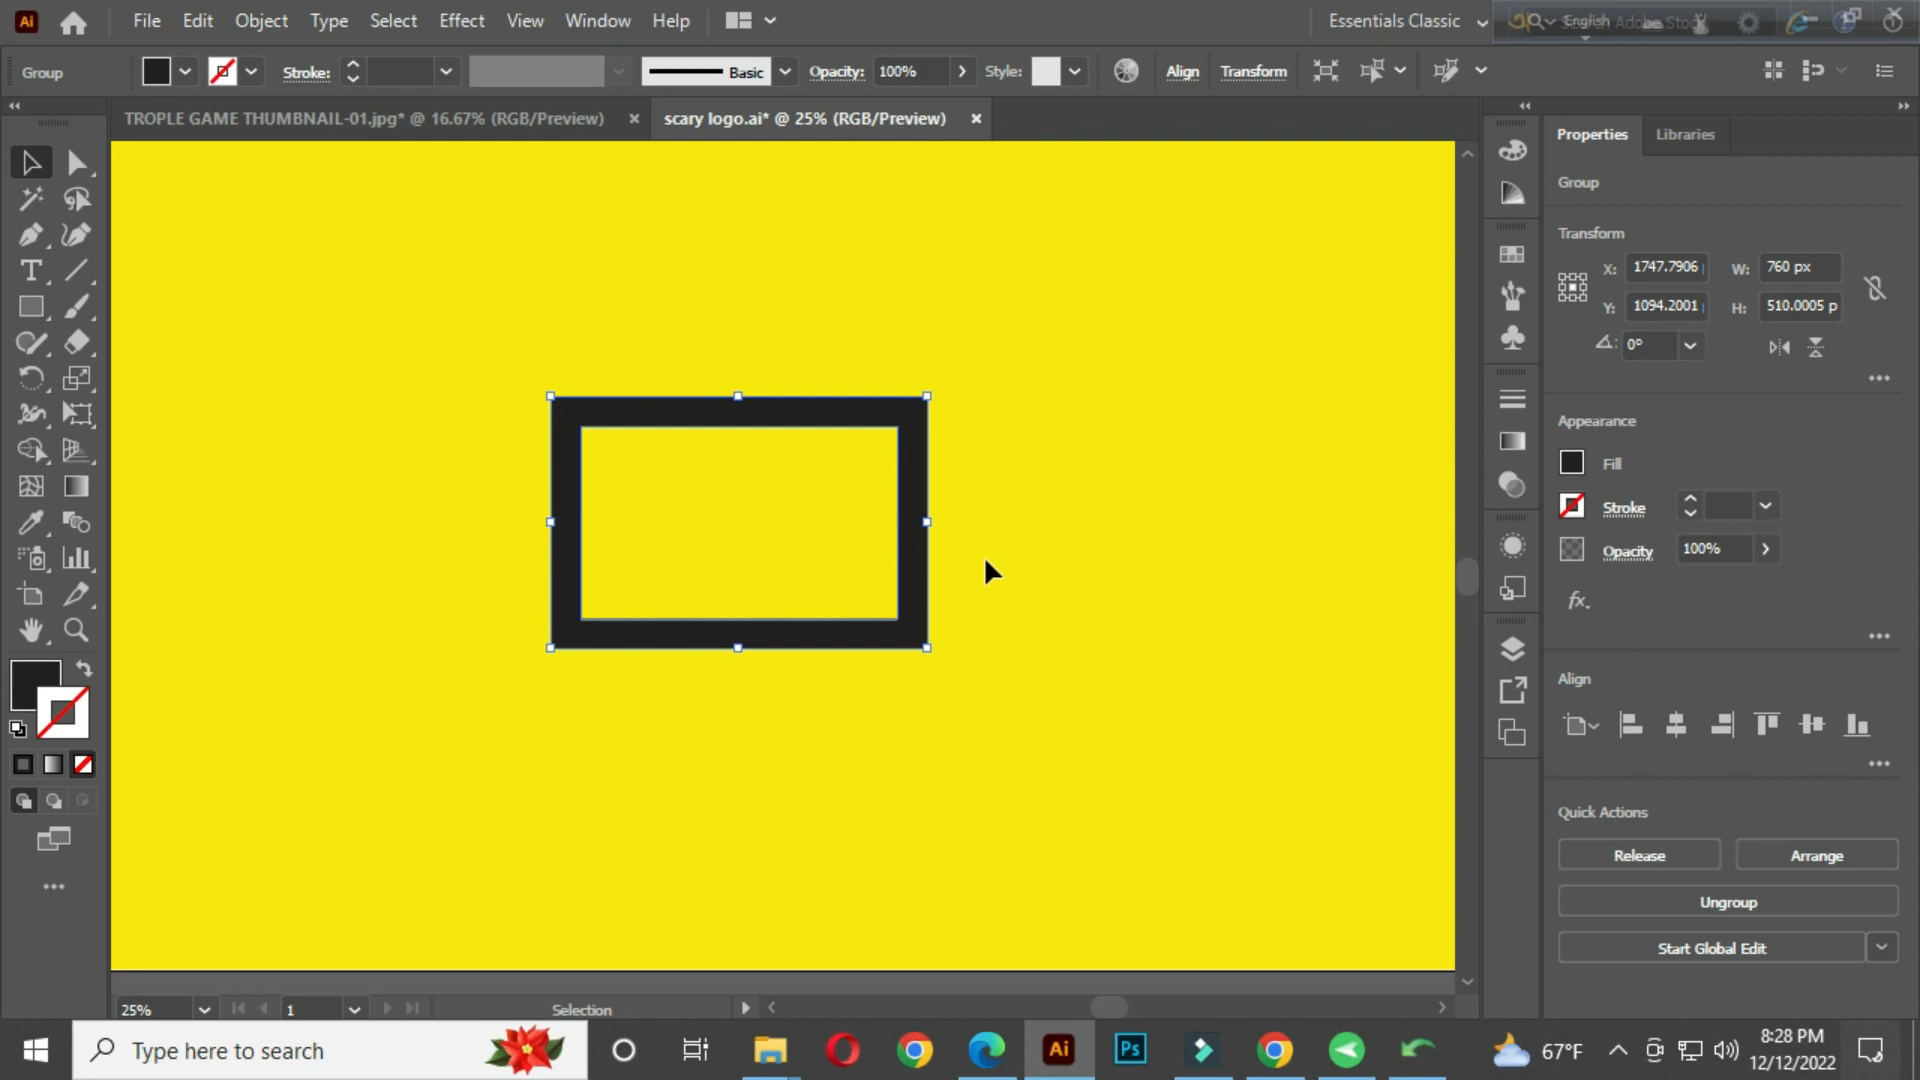 Ai File Edit Object Type Select Effect View Window Help Essentials Classic English
Group Stroke: Basic Opacity: 100% Style: Align Transform
TROPLE GAME THUMBNAIL-01.jpg* @ 16.67% (RGB/Preview) scary logo.ai* @ 25% (RGB/Preview)
Properties Libraries
Group
Transform
X: 1747.7906 W: 760 px
Y: 1094.2001 H: 510.0005 p
0°
Appearance
Fill
Stroke
Opacity 100%
fx.
Align
Quick Actions
Release Arrange
Ungroup
Start Global Edit
25% 1 Selection
Type here to search Ai Ps 67°F
8:28 PM
12/12/2022